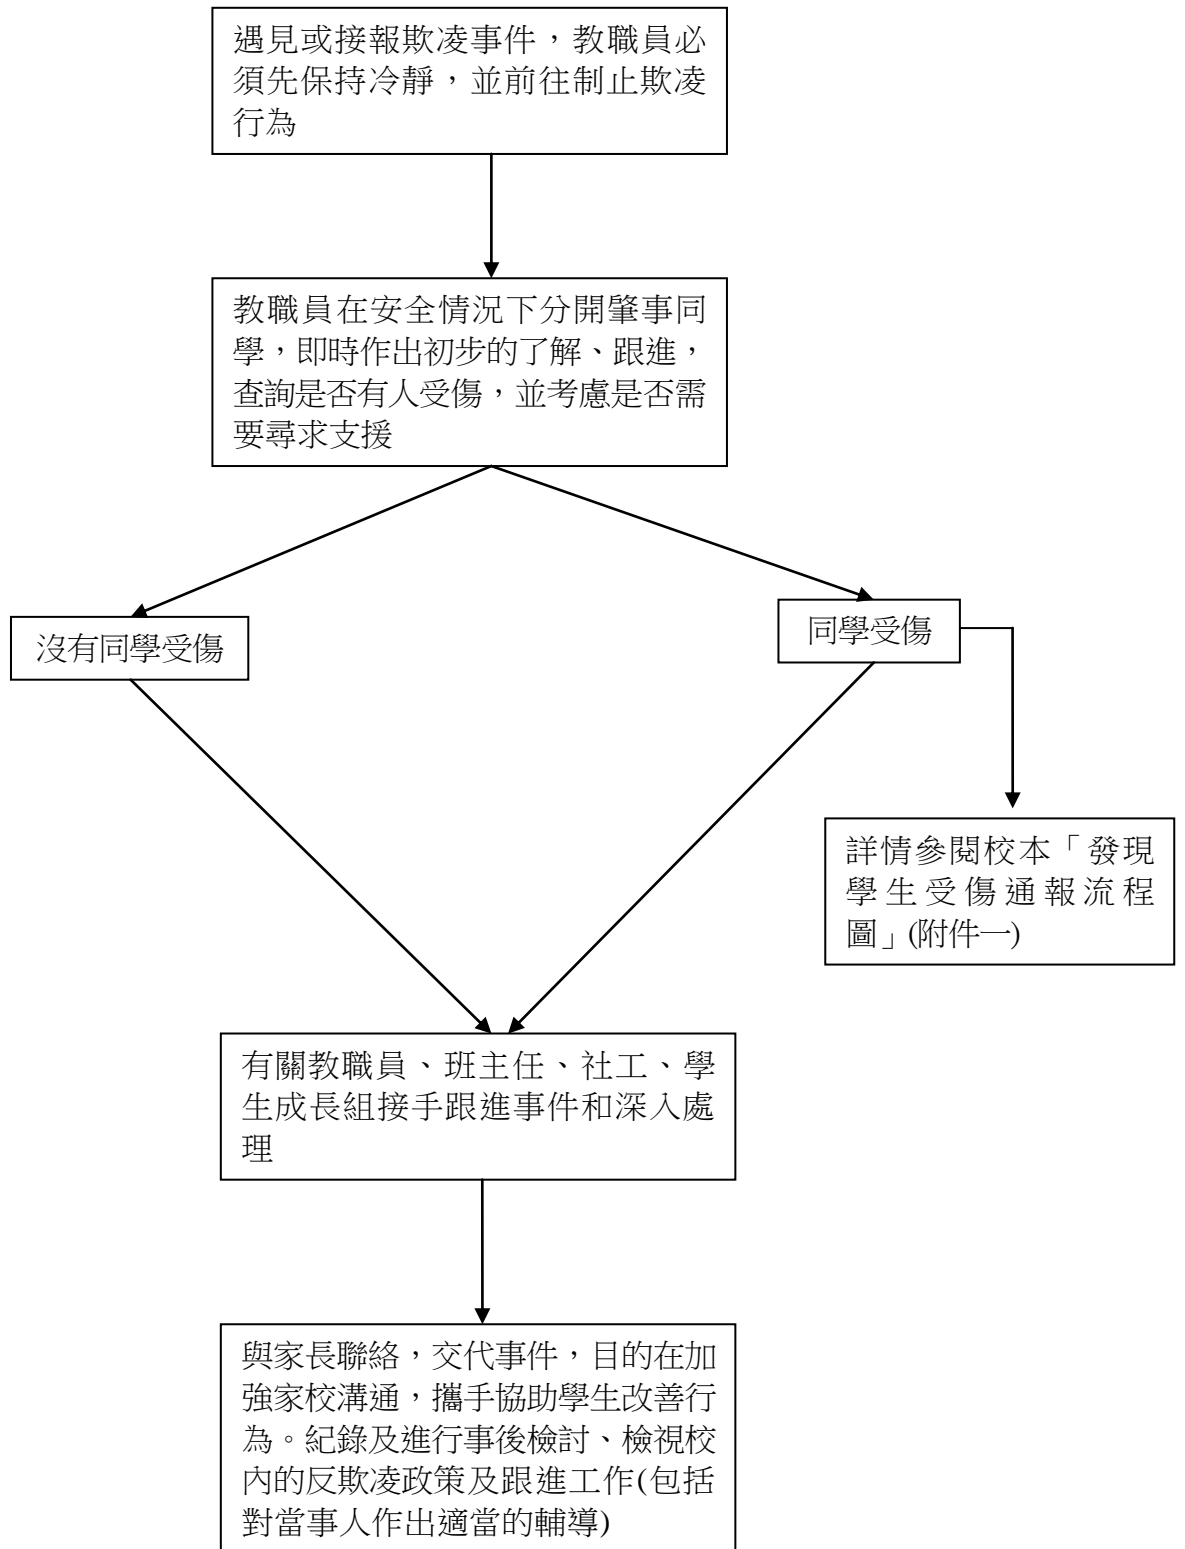 遇見或接報欺凌事件，教職員必
須先保持冷靜，並前往制止欺凌
行為
教職員在安全情況下分開肇事同
學，即時作出初步的了解、跟進，
查詢是否有人受傷，並考慮是否需
要尋求支援
沒有同學受傷
同學受傷
詳情參閱校本「發現
學生受傷通報流程
圖」(附件一)
有關教職員、班主任、社工、學
生成長組接手跟進事件和深入處
理
與家長聯絡，交代事件，目的在加
強家校溝通，攜手協助學生改善行
為。紀錄及進行事後檢討、檢視校
內的反欺凌政策及跟進工作(包括
對當事人作出適當的輔導)